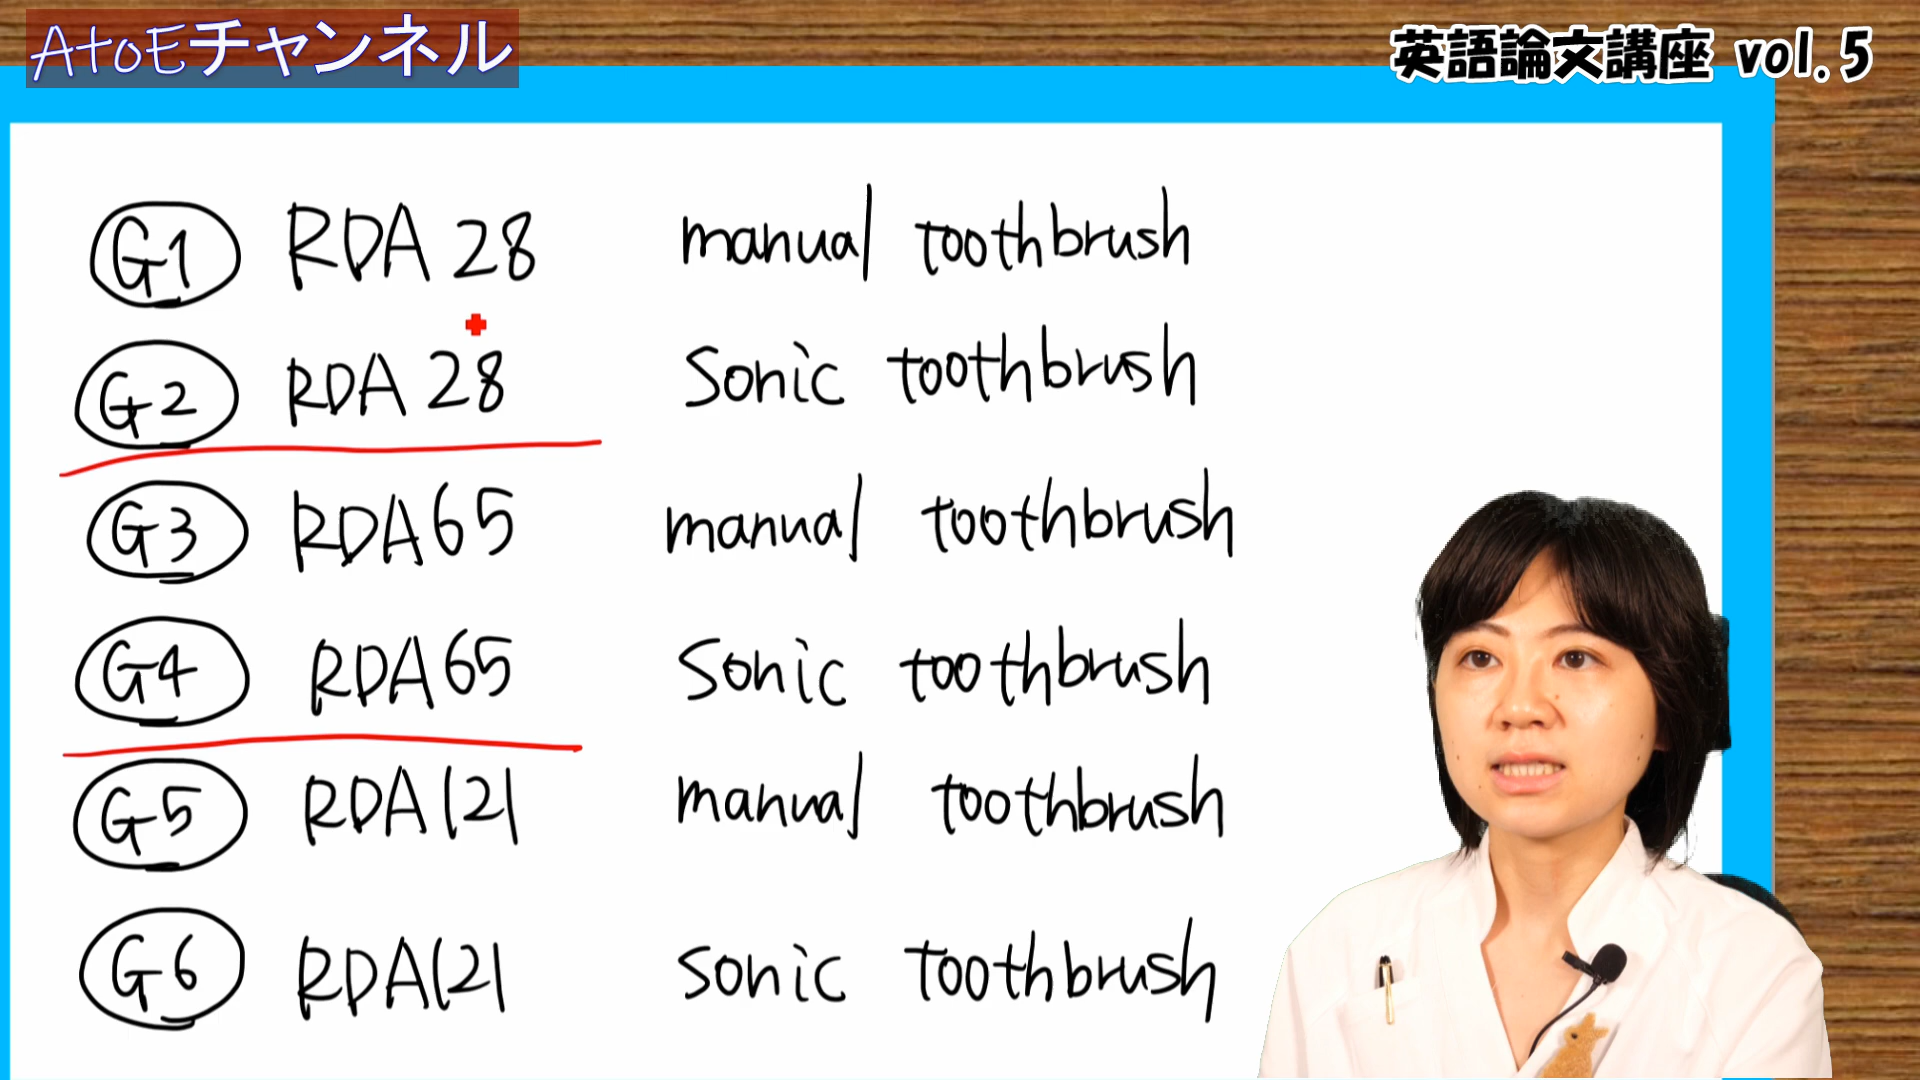 AtoEチャンネル
英語論文講座 vol.5
G1 RDA 28 manual toothbrush
G2 RDA 28 Sonic toothbrush
G3 RDA 65 manual toothbrush
G4 RDA 65 Sonic toothbrush
G5 RDA 121 manual toothbrush
G6 RDA 121 sonic toothbrush